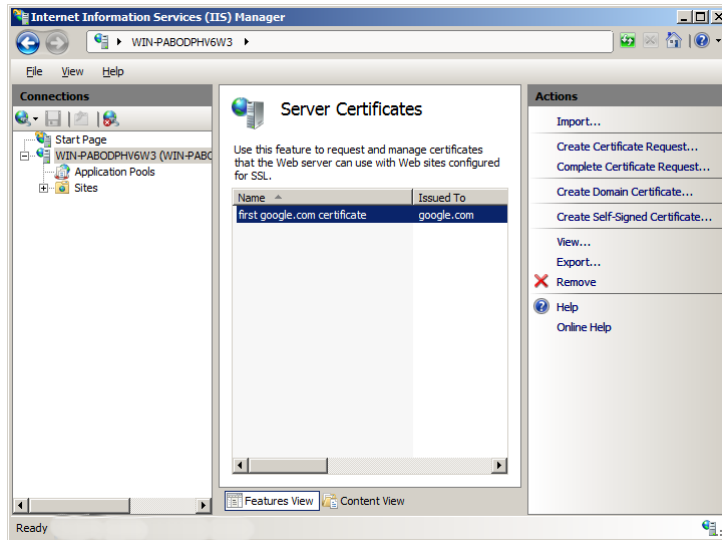 Internet Information Services (IIS) Manager
WIN-PABODPHV6W3
File View Help
Connections
Start Page
WIN-PABODPHV6W3 (WIN-PABO
Application Pools
Sites
Server Certificates
Use this feature to request and manage certificates
that the Web server can use with Web sites configured
for SSL.
Name Issued To
first google.com certificate google.com
Features View Content View
Actions
Import...
Create Certificate Request...
Complete Certificate Request...
Create Domain Certificate...
Create Self-Signed Certificate...
View...
Export...
Remove
Help
Online Help
Ready